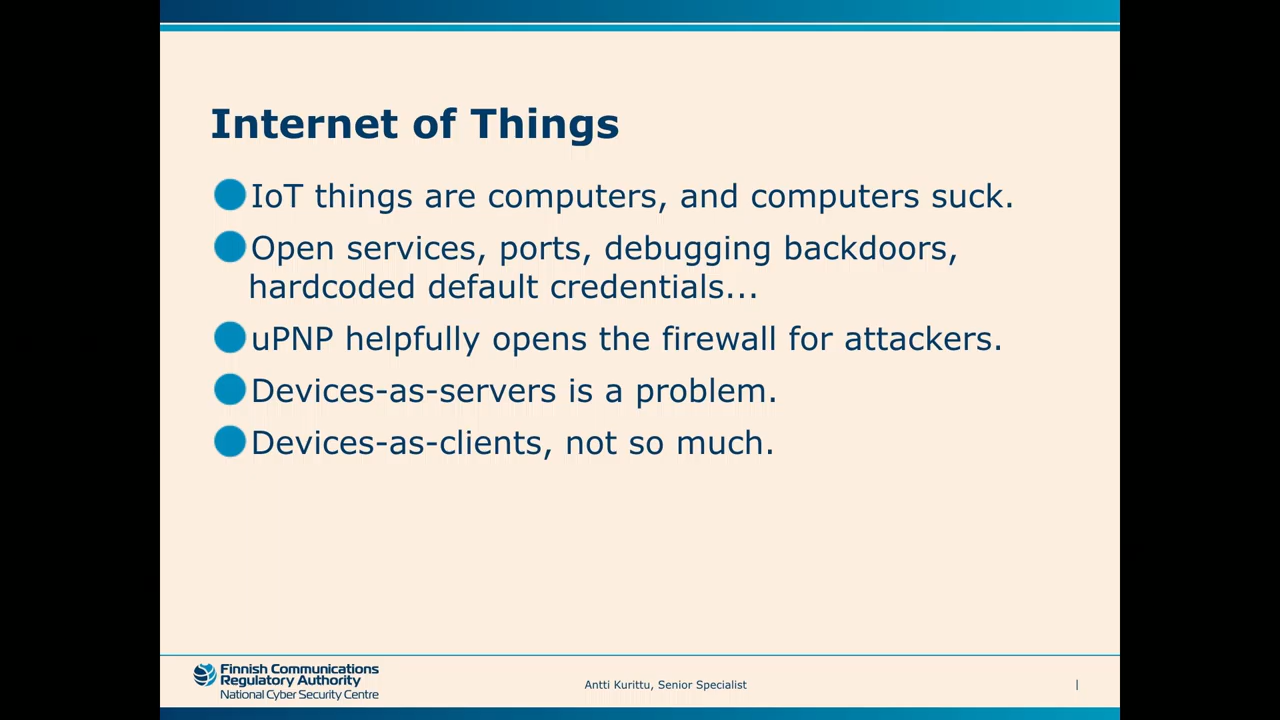 Internet of Things
IoT things are computers, and computers suck.
Open services, ports, debugging backdoors,
hardcoded default credentials...
uPNP helpfully opens the firewall for attackers.
Devices-as-servers is a problem.
Devices-as-clients, not so much.
Finnish Communications
Regulatory Authority
National Cyber Security Centre
Antti Kurittu, Senior Specialist
|